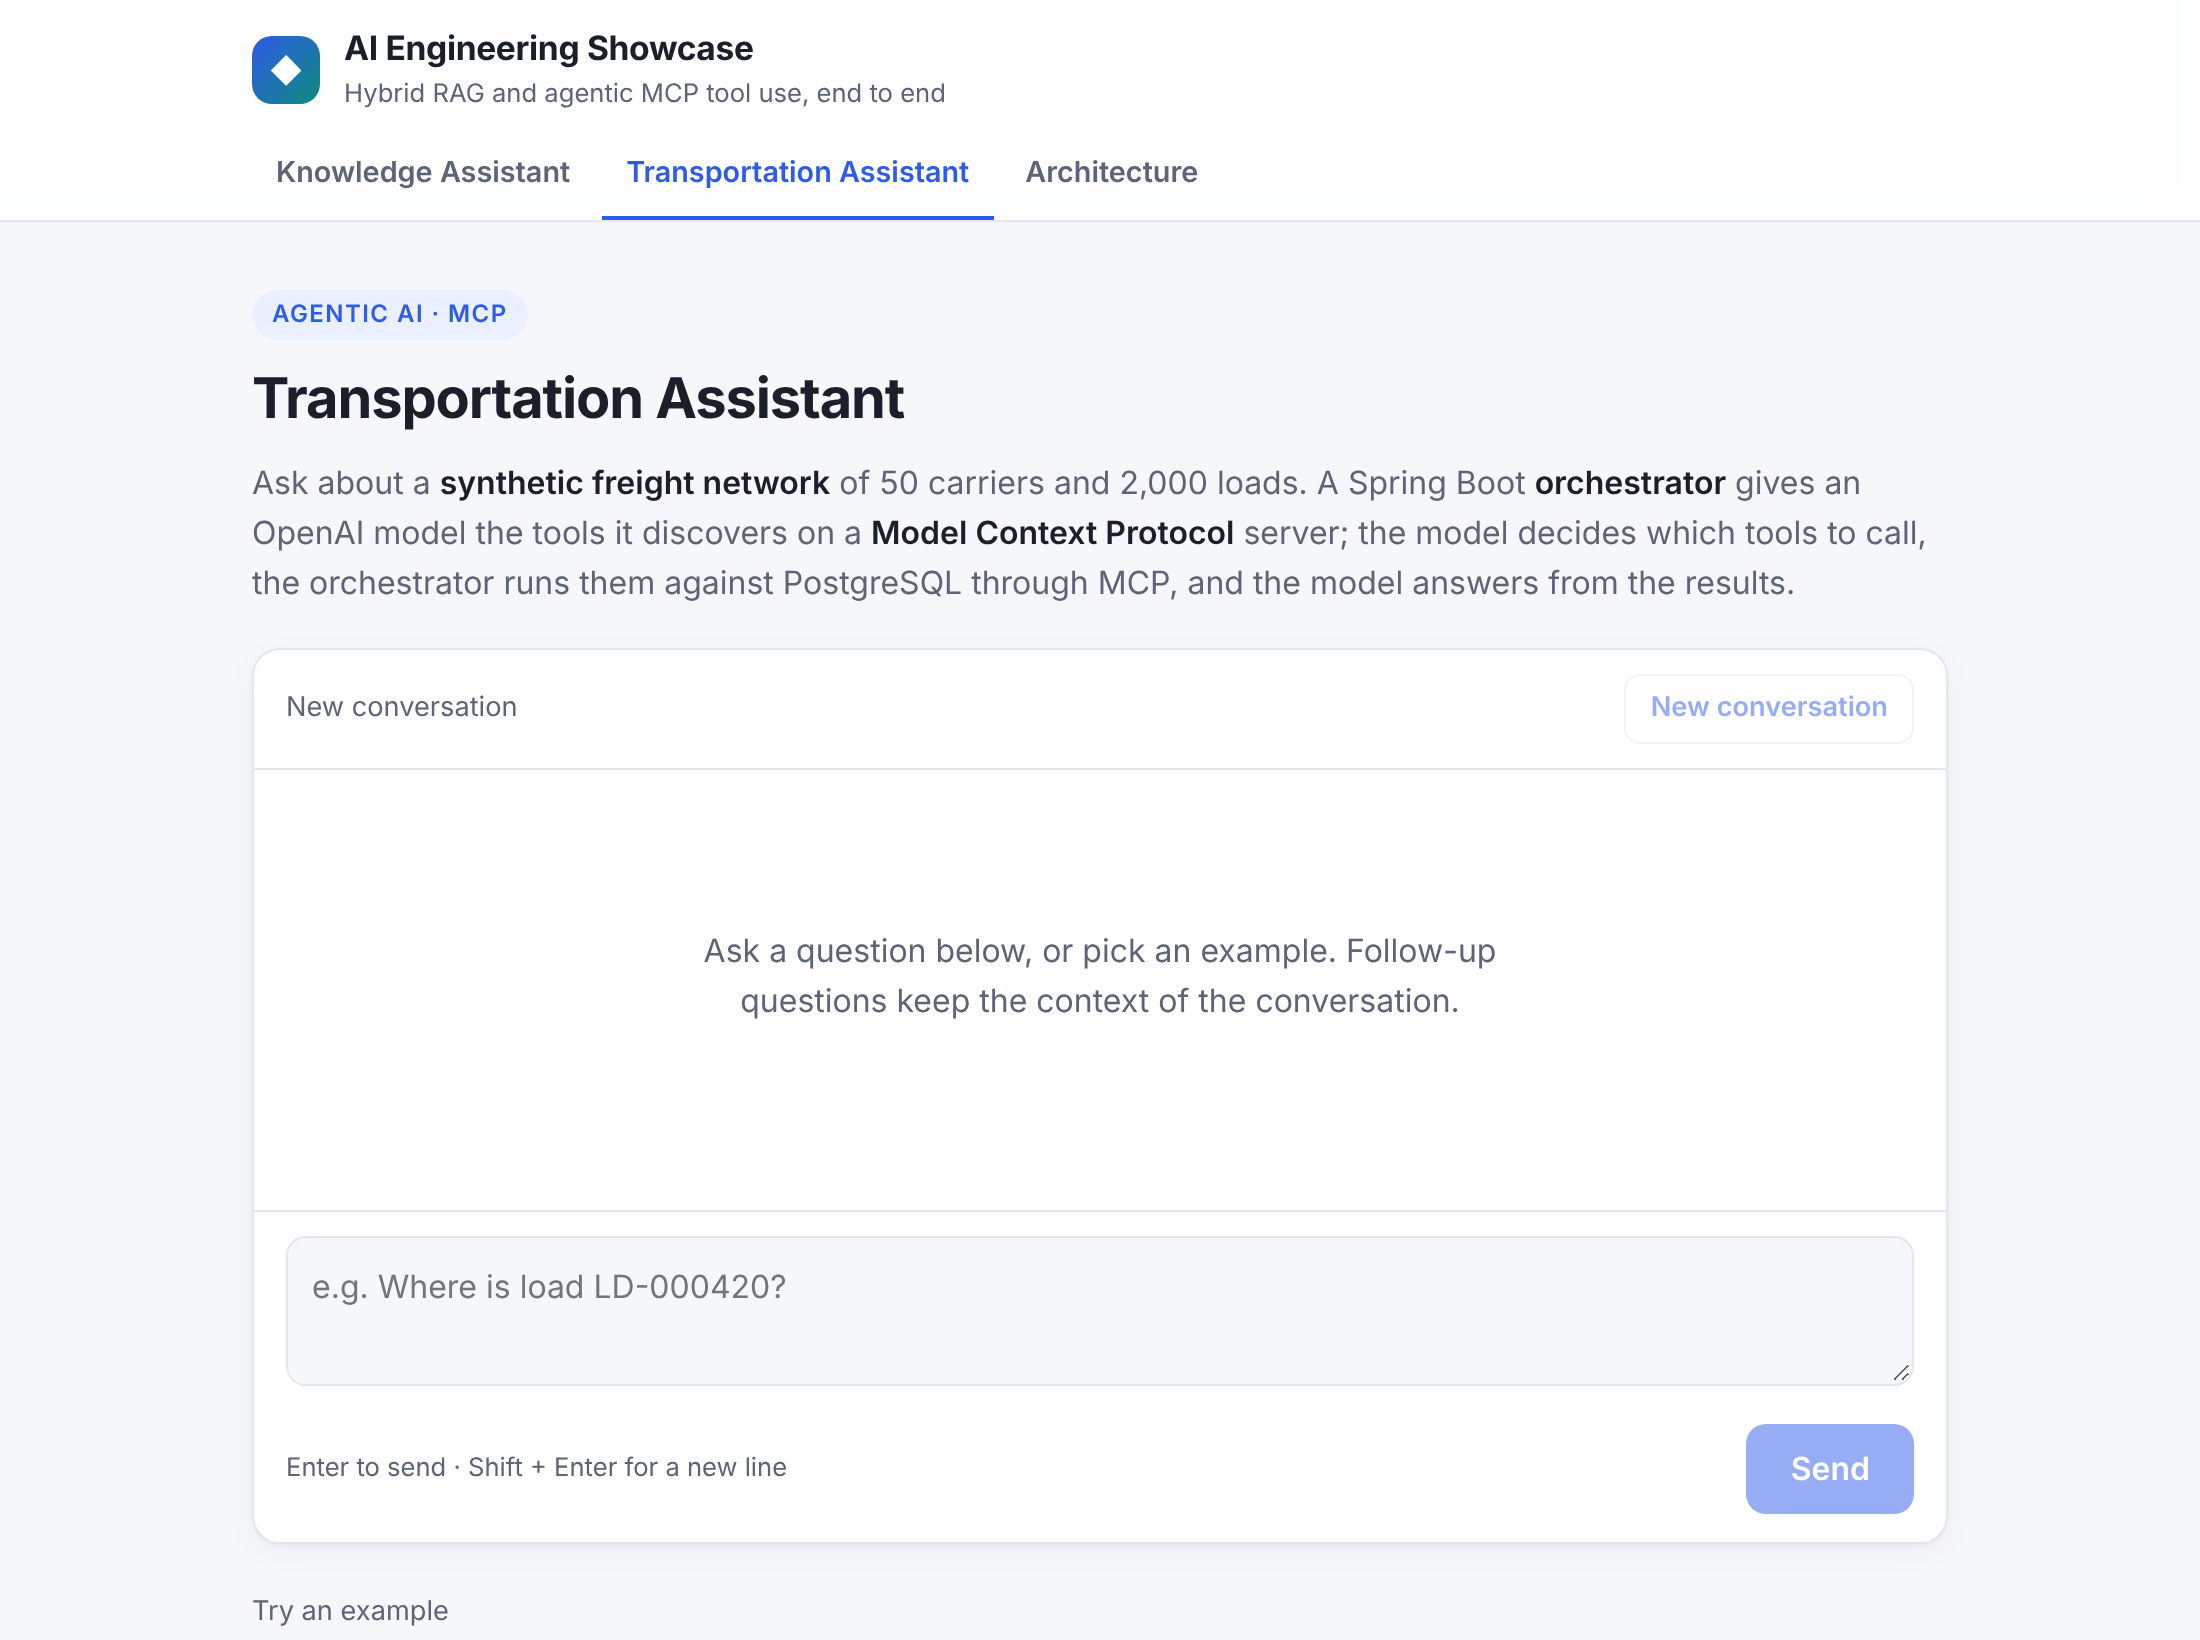 AI Engineering Showcase
Hybrid RAG and agentic MCP tool use, end to end
Knowledge Assistant
Transportation Assistant
Architecture
AGENTIC AI · MCP
Transportation Assistant
Ask about a synthetic freight network of 50 carriers and 2,000 loads. A Spring Boot orchestrator gives an
OpenAI model the tools it discovers on a Model Context Protocol server; the model decides which tools to call,
the orchestrator runs them against PostgreSQL through MCP, and the model answers from the results.
New conversation
New conversation
Ask a question below, or pick an example. Follow-up
questions keep the context of the conversation.
e.g. Where is load LD-000420?
Enter to send · Shift + Enter for a new line
Send
Try an example